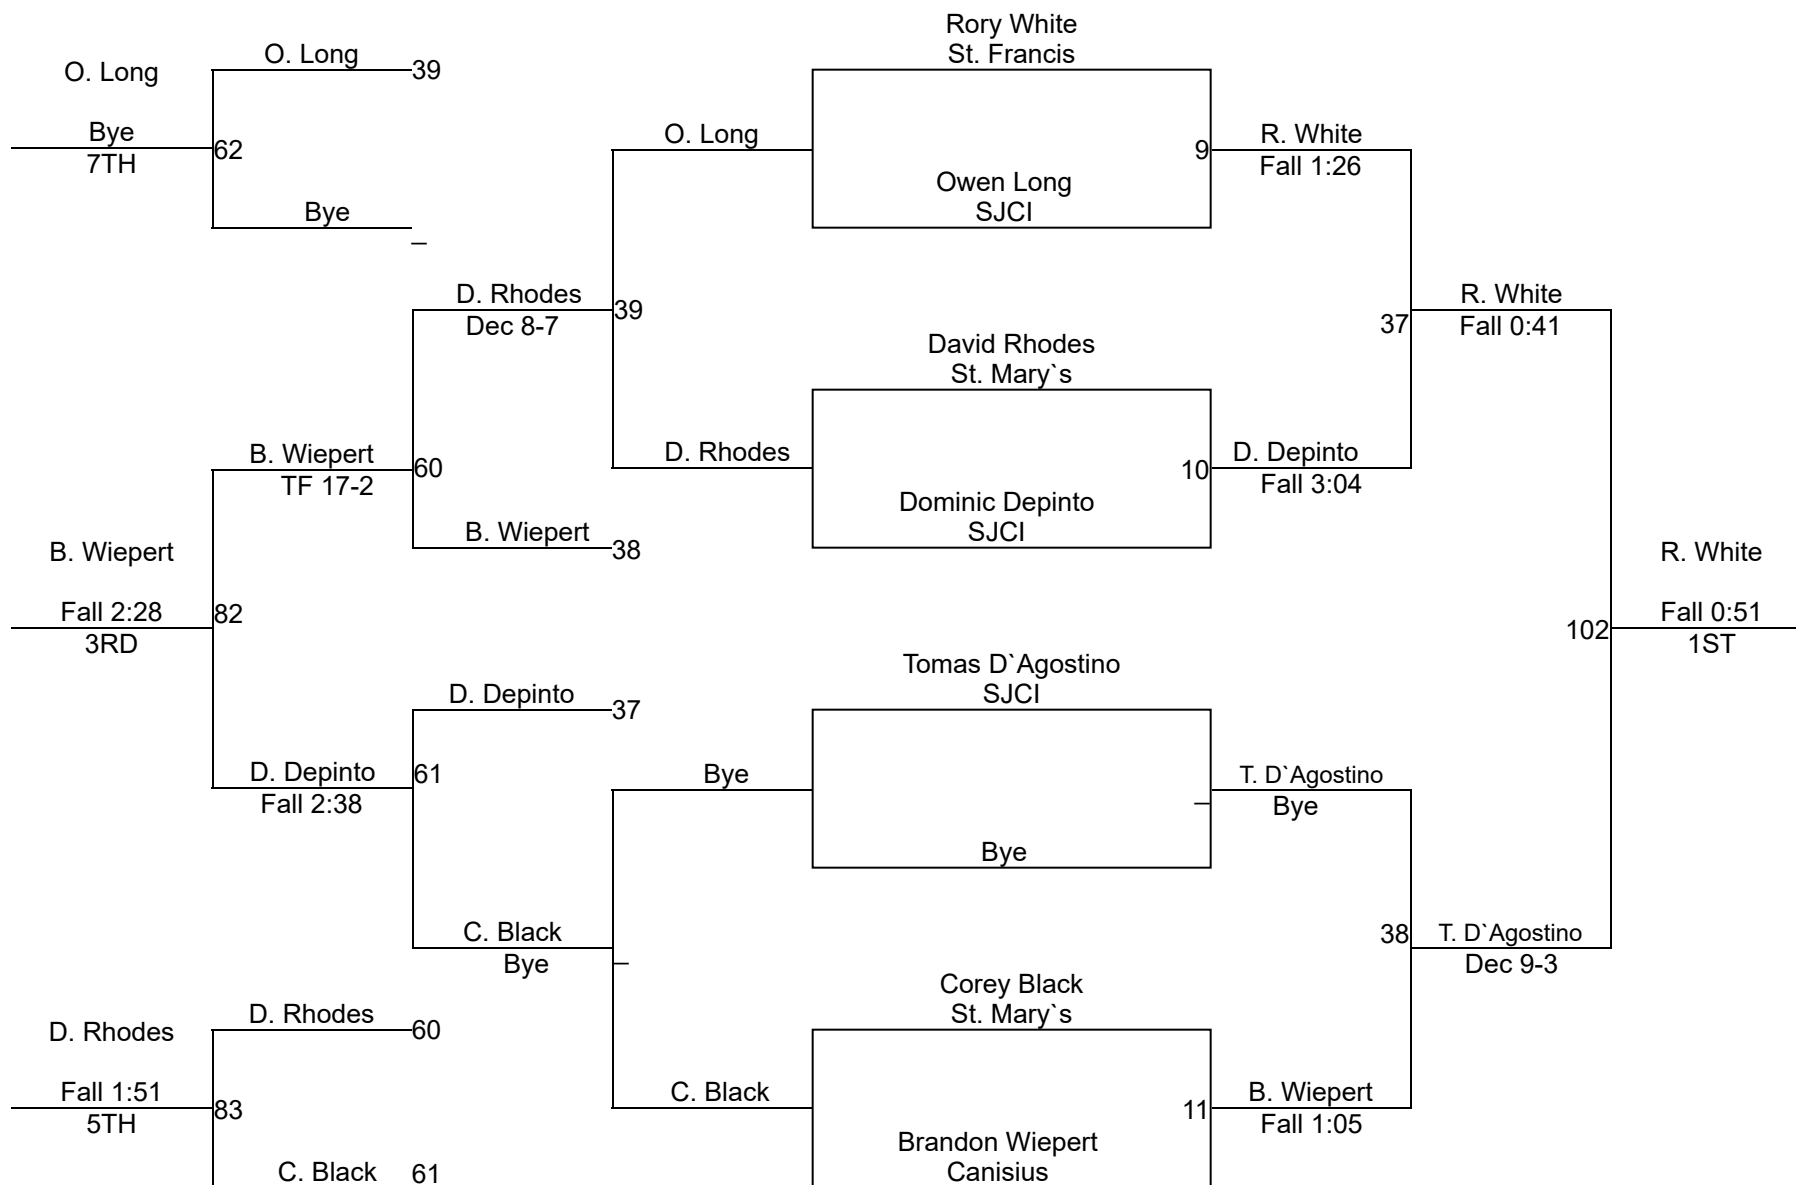 Rory White
St. Francis
O. Long
O. Long
39
Bye
7TH
62
O. Long
9
R. White
Fall 1:26
Owen Long
SJCI
Bye
_
D. Rhodes
Dec 8-7
39
37
R. White
Fall 0:41
David Rhodes
St. Mary`s
B. Wiepert
TF 17-2
60
D. Rhodes
10
D. Depinto
Fall 3:04
Dominic Depinto
SJCI
B. Wiepert
38
B. Wiepert
Fall 2:28
3RD
82
R. White
Fall 0:51
1ST
102
Tomas D`Agostino
SJCI
D. Depinto
37
D. Depinto
Fall 2:38
61
Bye
_
T. D`Agostino
Bye
Bye
C. Black
Bye
_
38
T. D`Agostino
Dec 9-3
Corey Black
St. Mary`s
D. Rhodes
D. Rhodes
60
Fall 1:51
5TH
83
C. Black
11
B. Wiepert
Fall 1:05
Brandon Wiepert
Canisius
C. Black
61